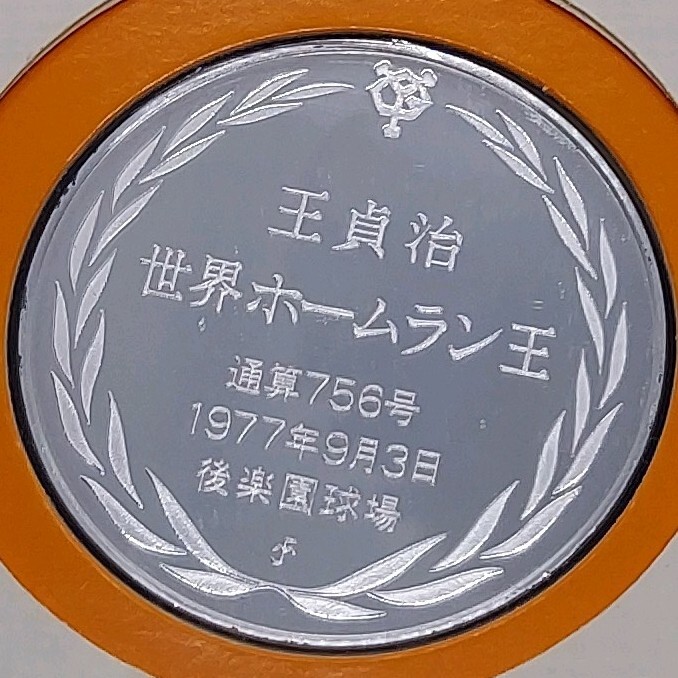 王貞治
世界ホームラン王
通算756号
1977年9月3日
後楽園球場